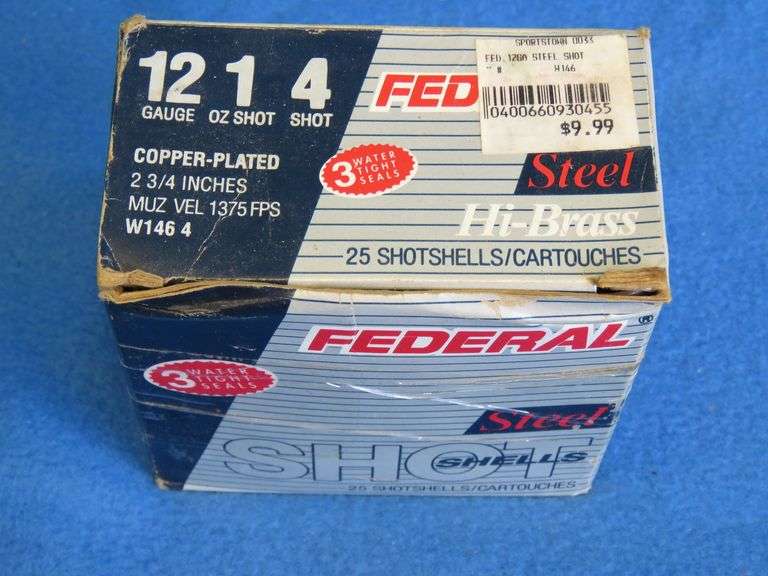 SPORTSTOWN 0033
FED. 12GA STEEL SHOT
W146
0400660930455
$9.99
12 1 4
GAUGE OZ SHOT SHOT
FED
COPPER-PLATED
2 3/4 INCHES
MUZ VEL 1375 FPS
W146 4
3 WATER TIGHT SEALS
Steel
Hi-Brass
25 SHOTSHELLS/CARTOUCHES
FEDERAL®
3 WATER TIGHT SEALS
Steel
SHOT
SHELLS
25 SHOTSHELLS/CARTOUCHES